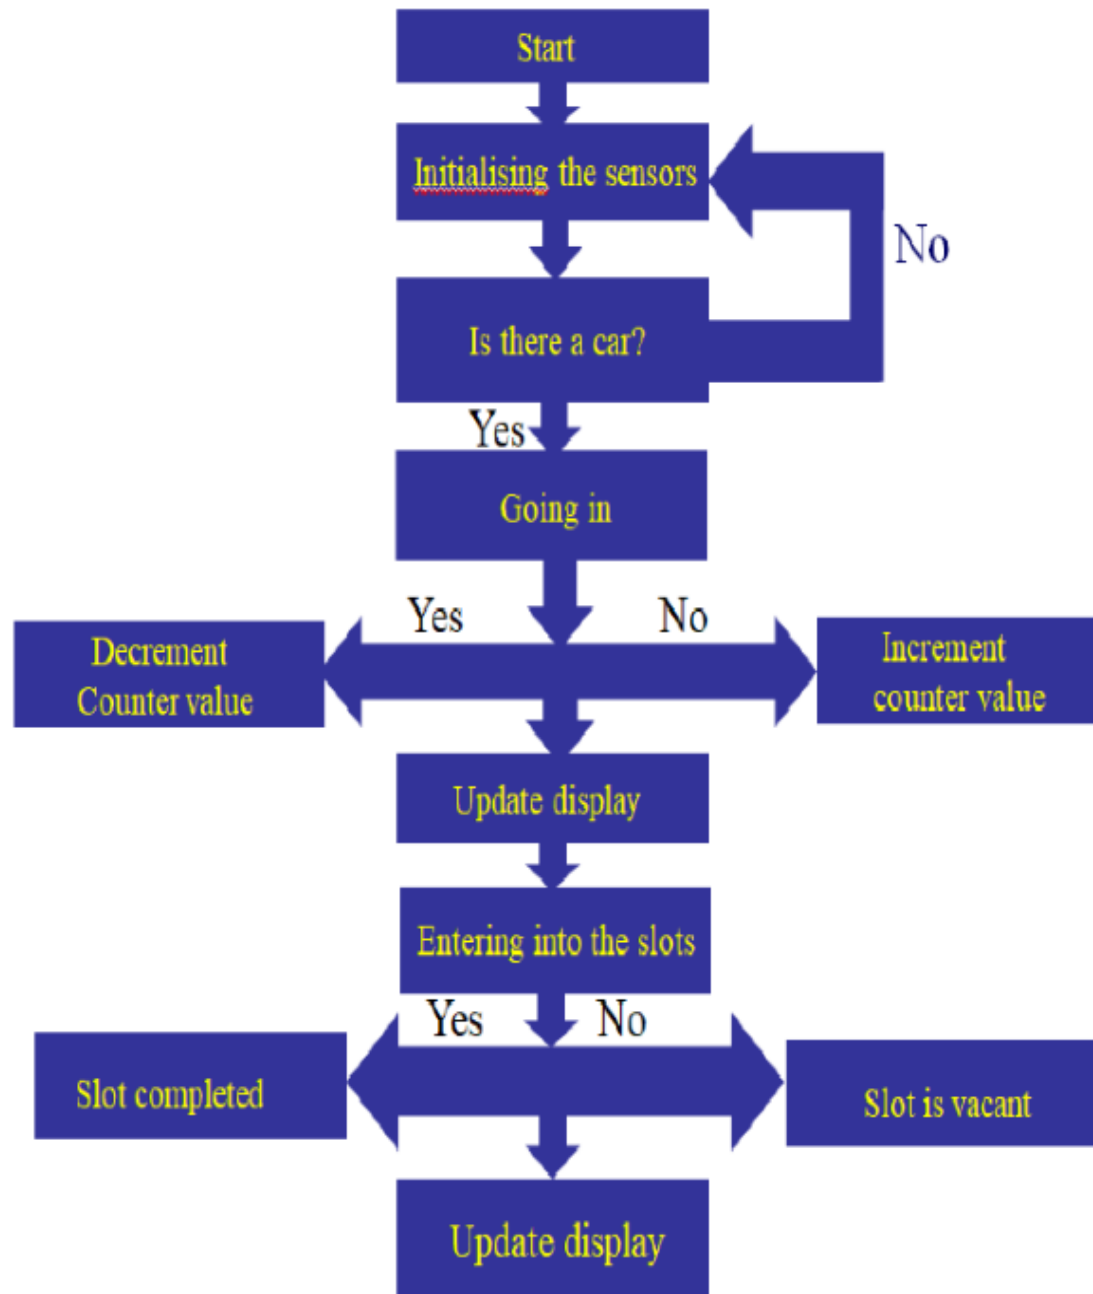 Start
Initialising the sensors
No
Is there a car?
Yes
Going in
Yes
No
Decrement
Counter value
Increment
counter value
Update display
Entering into the slots
Yes
No
Slot completed
Slot is vacant
Update display